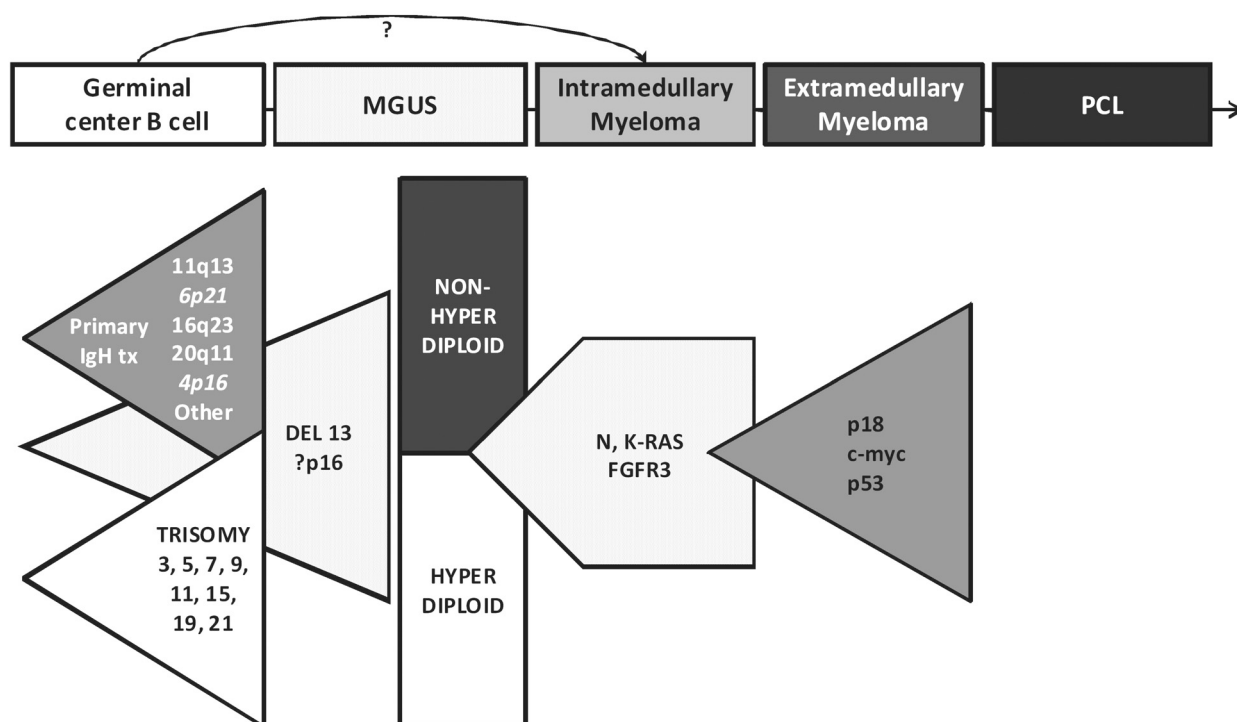 ?
Germinal
center B cell
MGUS
Intramedullary
Myeloma
Extramedullary
Myeloma
PCL
Primary
IgH tx
11q13
6p21
16q23
20q11
4p16
Other
TRISOMY
3, 5, 7, 9,
11, 15,
19, 21
DEL 13
?p16
NON-
HYPER
DIPLOID
HYPER
DIPLOID
N, K-RAS
FGFR3
p18
c-myc
p53